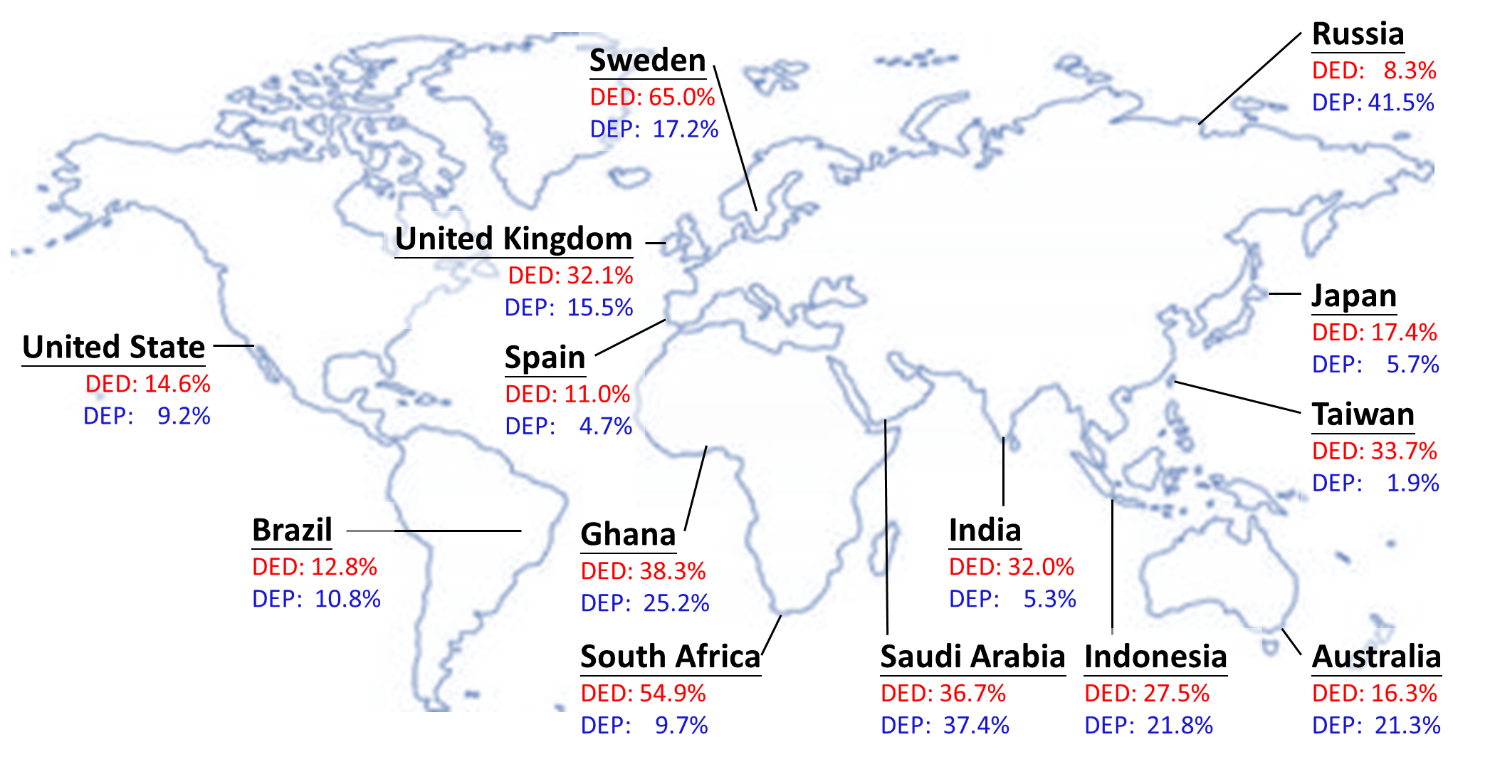 Russia
DED: 8.3%
DEP: 41.5%
Sweden
DED: 65.0%
DEP: 17.2%
United Kingdom
DED: 32.1%
DEP: 15.5%
Japan
DED: 17.4%
DEP: 5.7%
United State
DED: 14.6%
DEP: 9.2%
Spain
DED: 11.0%
DEP: 4.7%
Taiwan
DED: 33.7%
DEP: 1.9%
Brazil
DED: 12.8%
DEP: 10.8%
Ghana
DED: 38.3%
DEP: 25.2%
India
DED: 32.0%
DEP: 5.3%
South Africa
DED: 54.9%
DEP: 9.7%
Saudi Arabia
DED: 36.7%
DEP: 37.4%
Indonesia
DED: 27.5%
DEP: 21.8%
Australia
DED: 16.3%
DEP: 21.3%